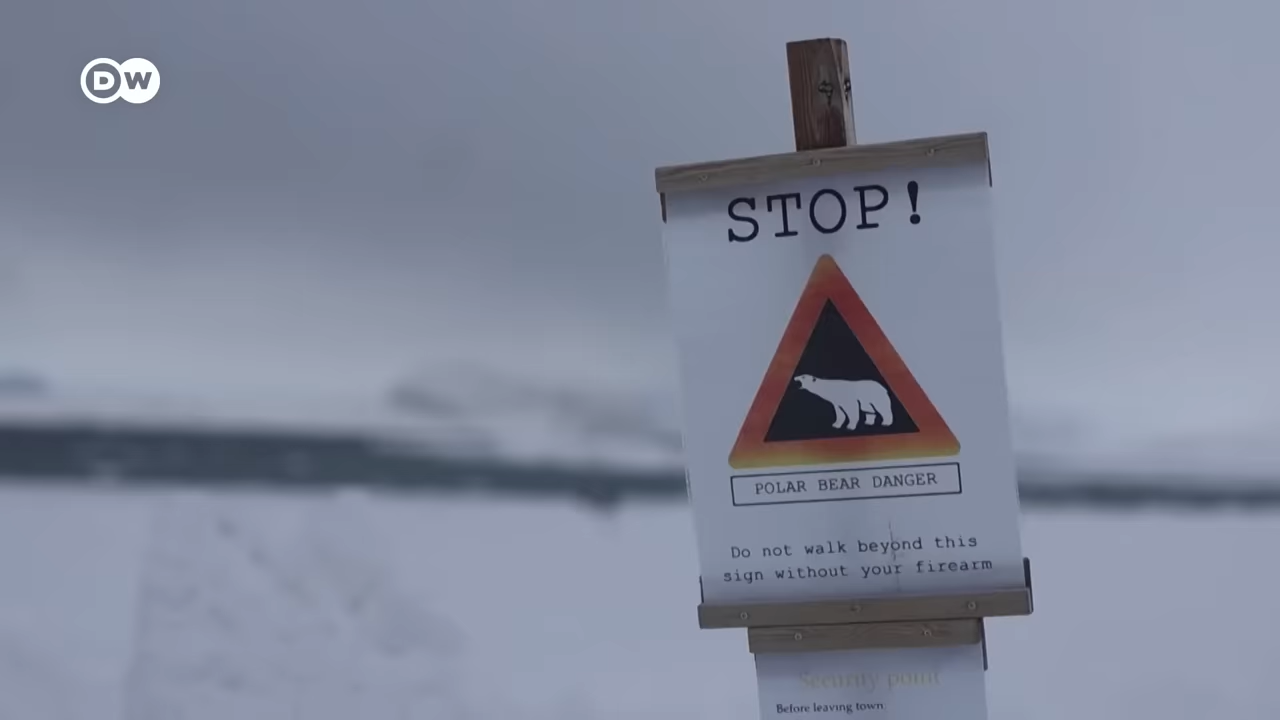 DW
STOP!
POLAR BEAR DANGER
Do not walk beyond this
sign without your firearm
Security point
Before leaving town